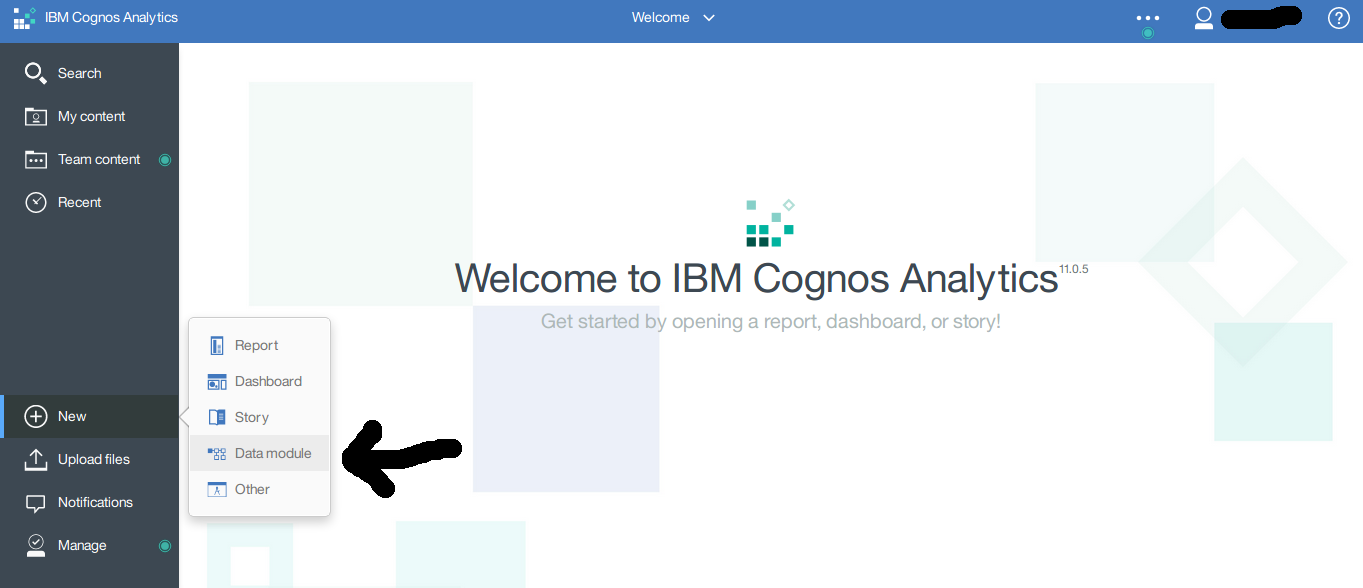 IBM Cognos Analytics
Welcome
Search
My content
Team content
Recent
Welcome to IBM Cognos Analytics 11.0.5
Get started by opening a report, dashboard, or story!
Report
Dashboard
Story
Data module
Other
New
Upload files
Notifications
Manage